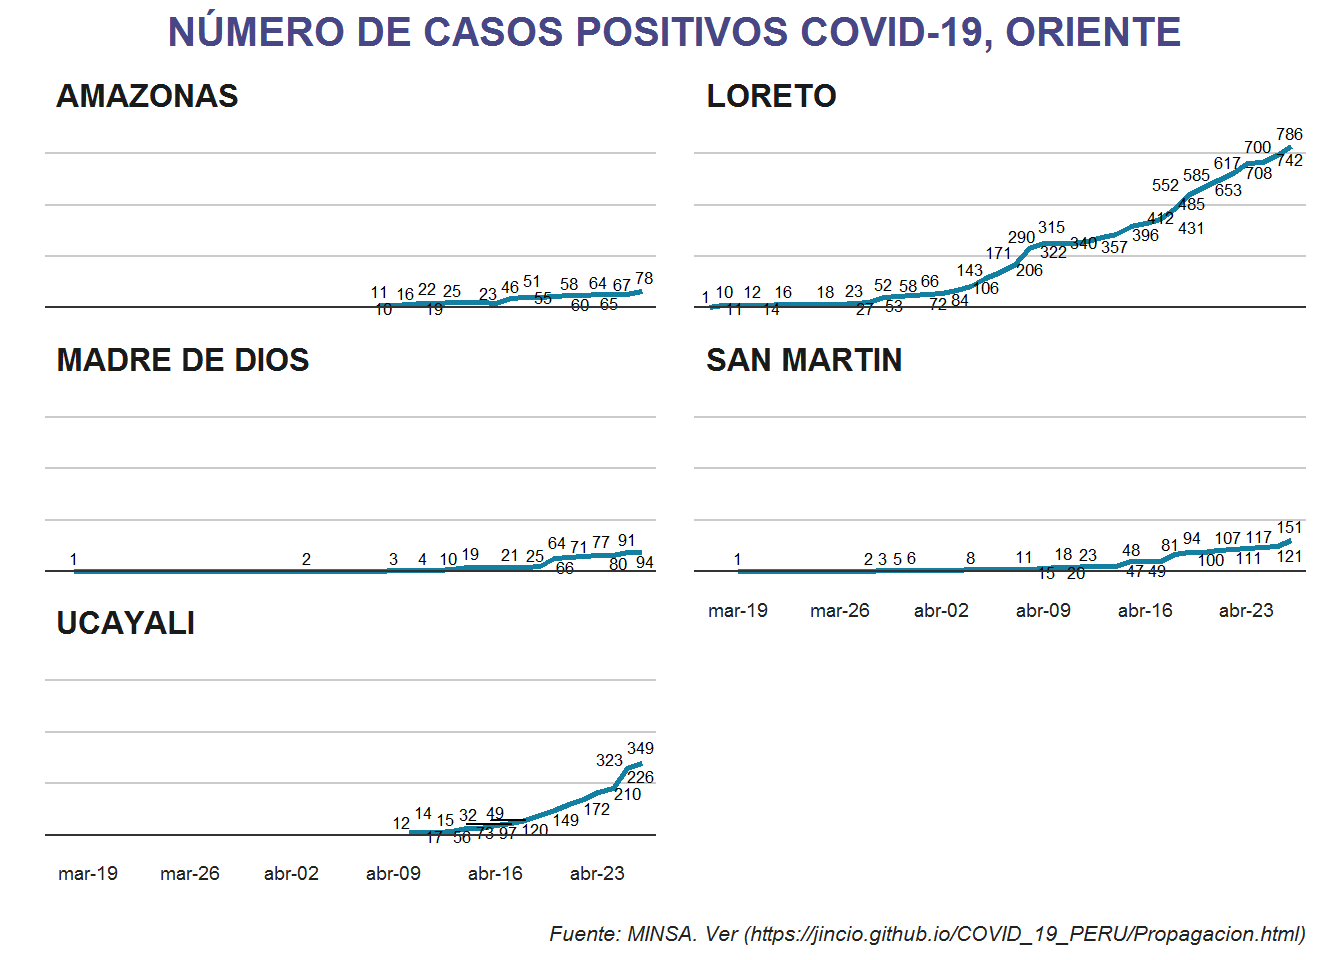 NÚMERO DE CASOS POSITIVOS COVID-19, ORIENTE
AMAZONAS
11 10 16 22 19 25 23 46 51 55 58 60 64 65 67 78
LORETO
1 10 11 12 14 16 18 23 27 52 53 58 66 72 84 143 106 171 290 206 315 322 340 357 396 412 552 485 431 585 617 653 700 708 742 786
MADRE DE DIOS
1 2 3 4 10 19 21 25 64 66 71 77 80 91 94
SAN MARTIN
1 2 3 5 6 8 11 15 18 20 23 48 47 49 81 94 100 107 111 117 121 151
mar-19 mar-26 abr-02 abr-09 abr-16 abr-23
UCAYALI
12 14 17 15 32 56 49 73 97 120 149 172 323 210 226 349
mar-19 mar-26 abr-02 abr-09 abr-16 abr-23
Fuente: MINSA. Ver (https://jincio.github.io/COVID_19_PERU/Propagacion.html)